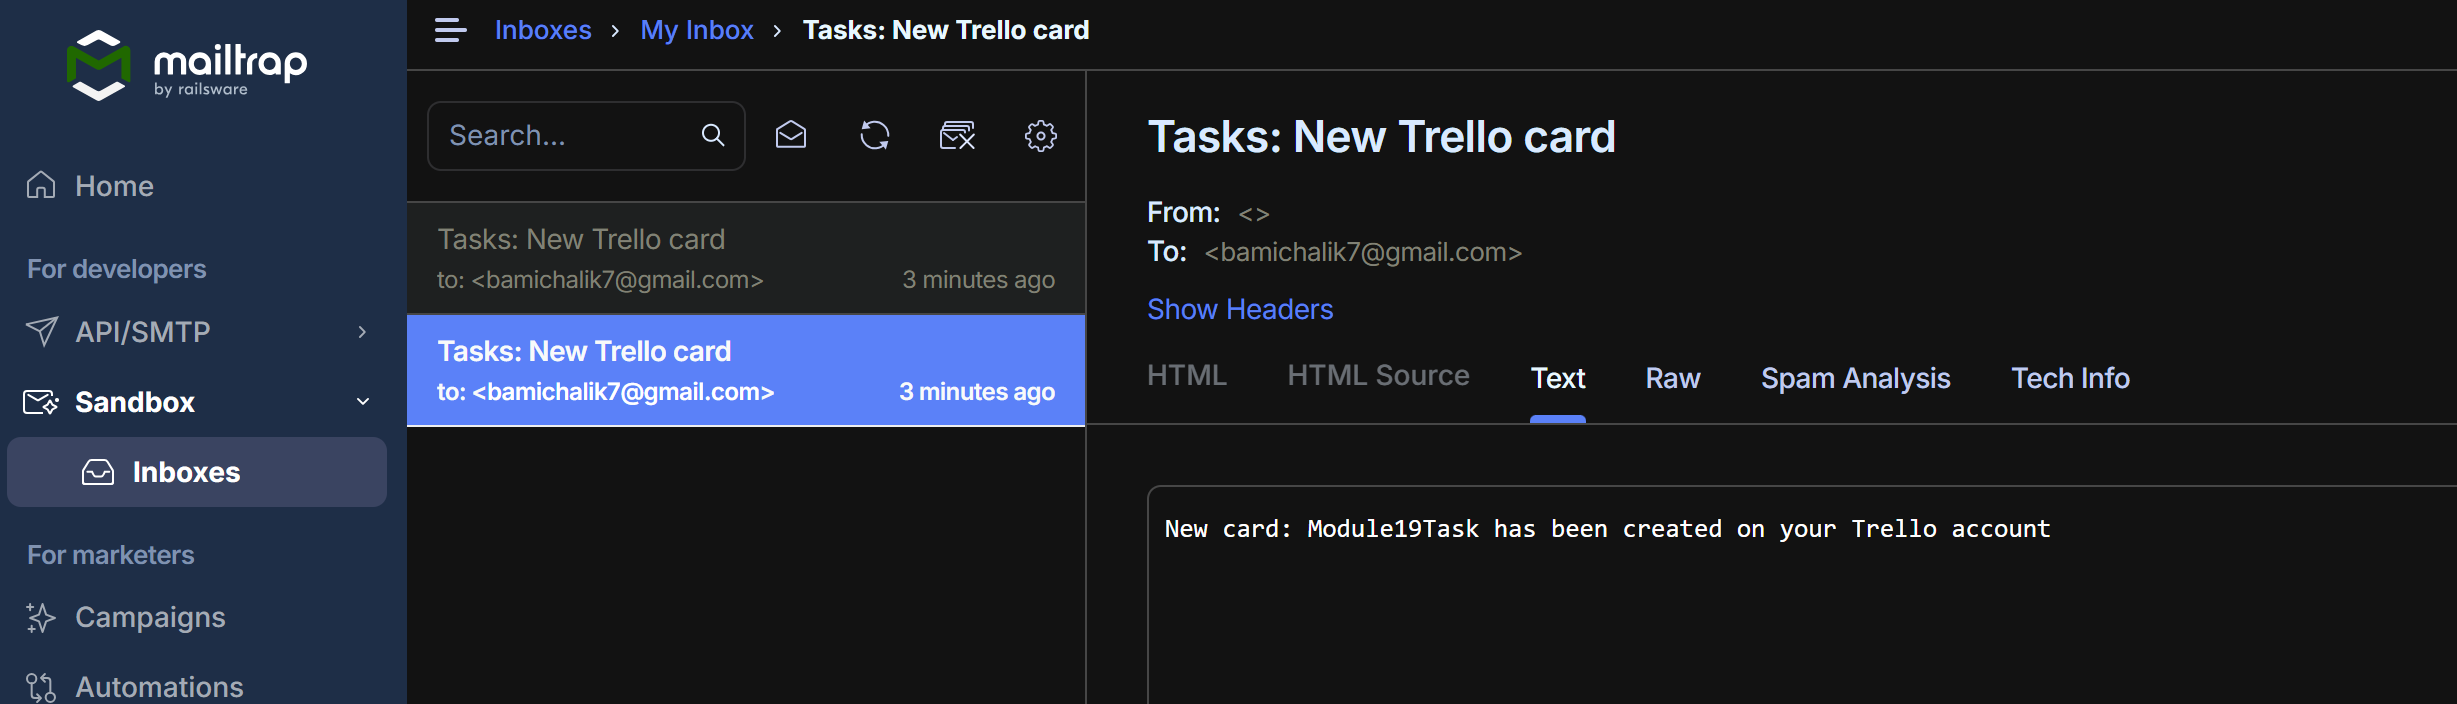 mailtrap
by railsware
Home
For developers
API/SMTP
Sandbox
Inboxes
For marketers
Campaigns
Automations
Inboxes › My Inbox › Tasks: New Trello card
Search...
Tasks: New Trello card
to: <bamichalik7@gmail.com> 3 minutes ago
Tasks: New Trello card
to: <bamichalik7@gmail.com> 3 minutes ago
Tasks: New Trello card
From: <>
To: <bamichalik7@gmail.com>
Show Headers
HTML HTML Source Text Raw Spam Analysis Tech Info
New card: Module19Task has been created on your Trello account